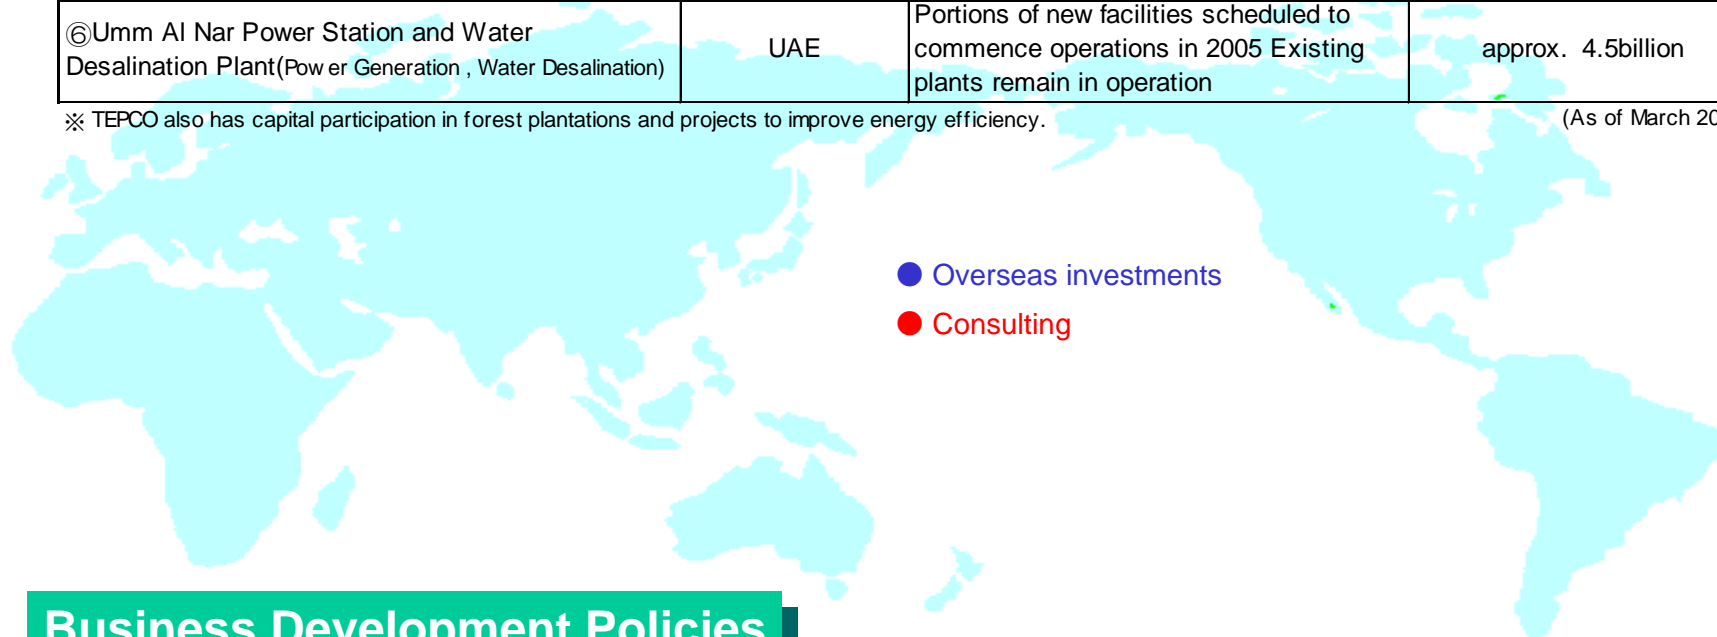 ⑥Umm Al Nar Power Station and Water
Desalination Plant(Power Generation , Water Desalination)
UAE
Portions of new facilities scheduled to
commence operations in 2005 Existing
plants remain in operation
approx. 4.5billion
※ TEPCO also has capital participation in forest plantations and projects to improve energy efficiency.
(As of March 20
● Overseas investments
● Consulting
Business Development Policies